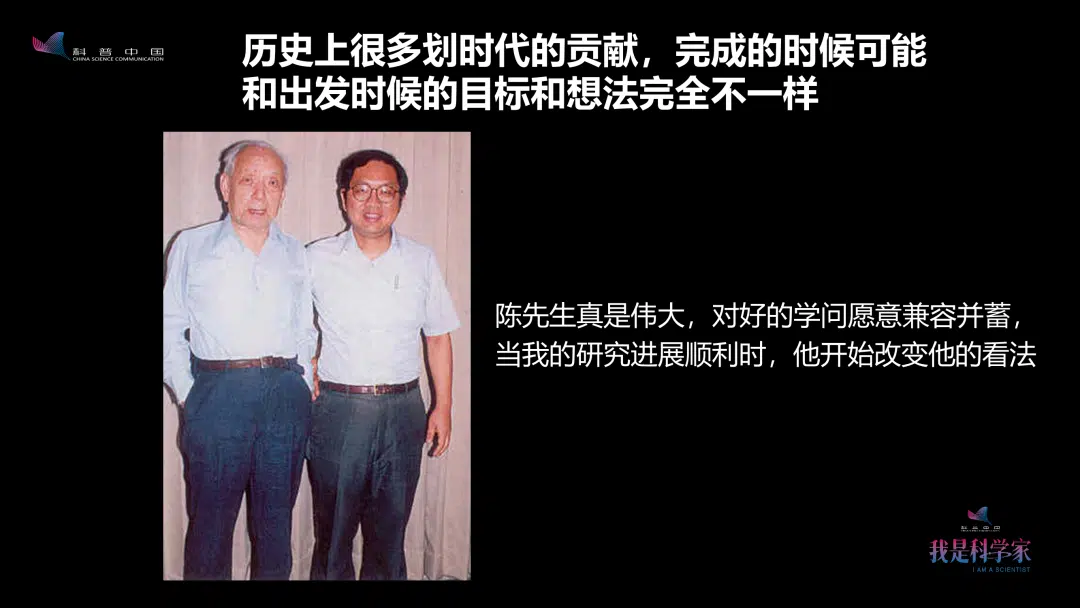 科普中国
CHINA SCIENCE COMMUNICATION
历史上很多划时代的贡献，完成的时候可能
和出发时候的目标和想法完全不一样
陈先生真是伟大，对好的学问愿意兼容并蓄，
当我的研究进展顺利时，他开始改变他的看法
科普中国
我是科学家
I AM A SCIENTIST